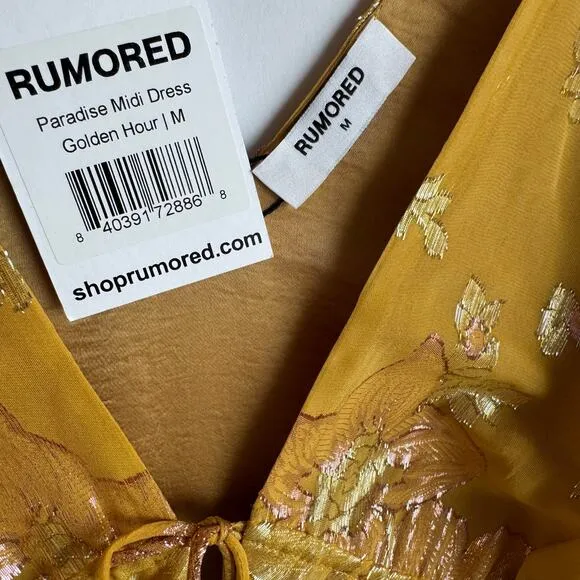 RUMORED
Paradise Midi Dress
Golden Hour | M
8 40391 72886 8
shoprumored.com
RUMORED
M